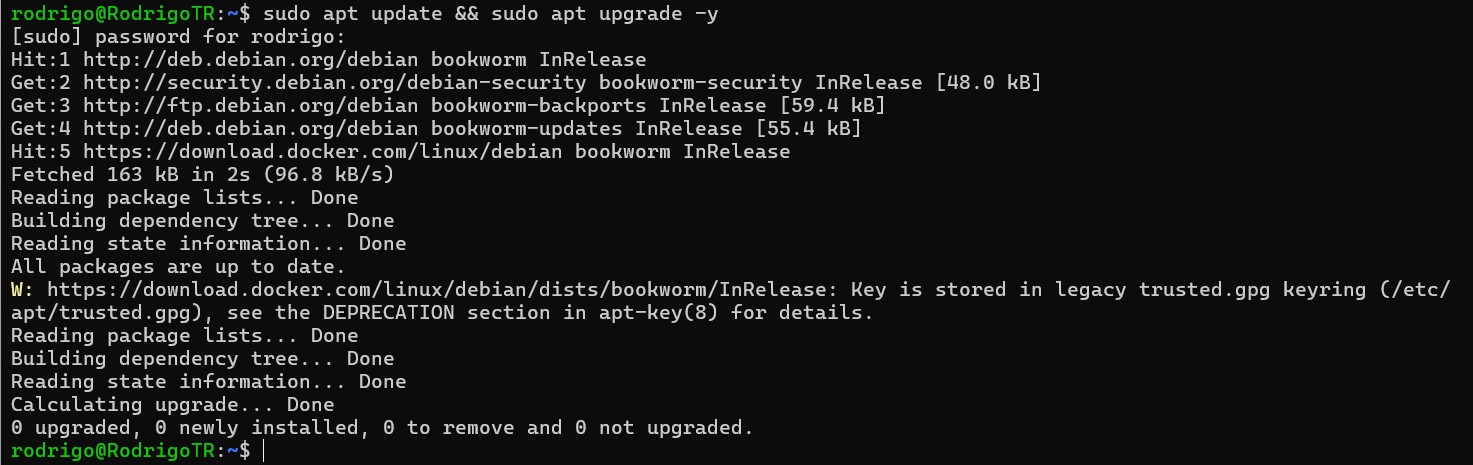 rodrigo@RodrigoTR:~$ sudo apt update && sudo apt upgrade -y
[sudo] password for rodrigo:
Hit:1 http://deb.debian.org/debian bookworm InRelease
Get:2 http://security.debian.org/debian-security bookworm-security InRelease [48.0 kB]
Get:3 http://ftp.debian.org/debian bookworm-backports InRelease [59.4 kB]
Get:4 http://deb.debian.org/debian bookworm-updates InRelease [55.4 kB]
Hit:5 https://download.docker.com/linux/debian bookworm InRelease
Fetched 163 kB in 2s (96.8 kB/s)
Reading package lists... Done
Building dependency tree... Done
Reading state information... Done
All packages are up to date.
W: https://download.docker.com/linux/debian/dists/bookworm/InRelease: Key is stored in legacy trusted.gpg keyring (/etc/
apt/trusted.gpg), see the DEPRECATION section in apt-key(8) for details.
Reading package lists... Done
Building dependency tree... Done
Reading state information... Done
Calculating upgrade... Done
0 upgraded, 0 newly installed, 0 to remove and 0 not upgraded.
rodrigo@RodrigoTR:~$